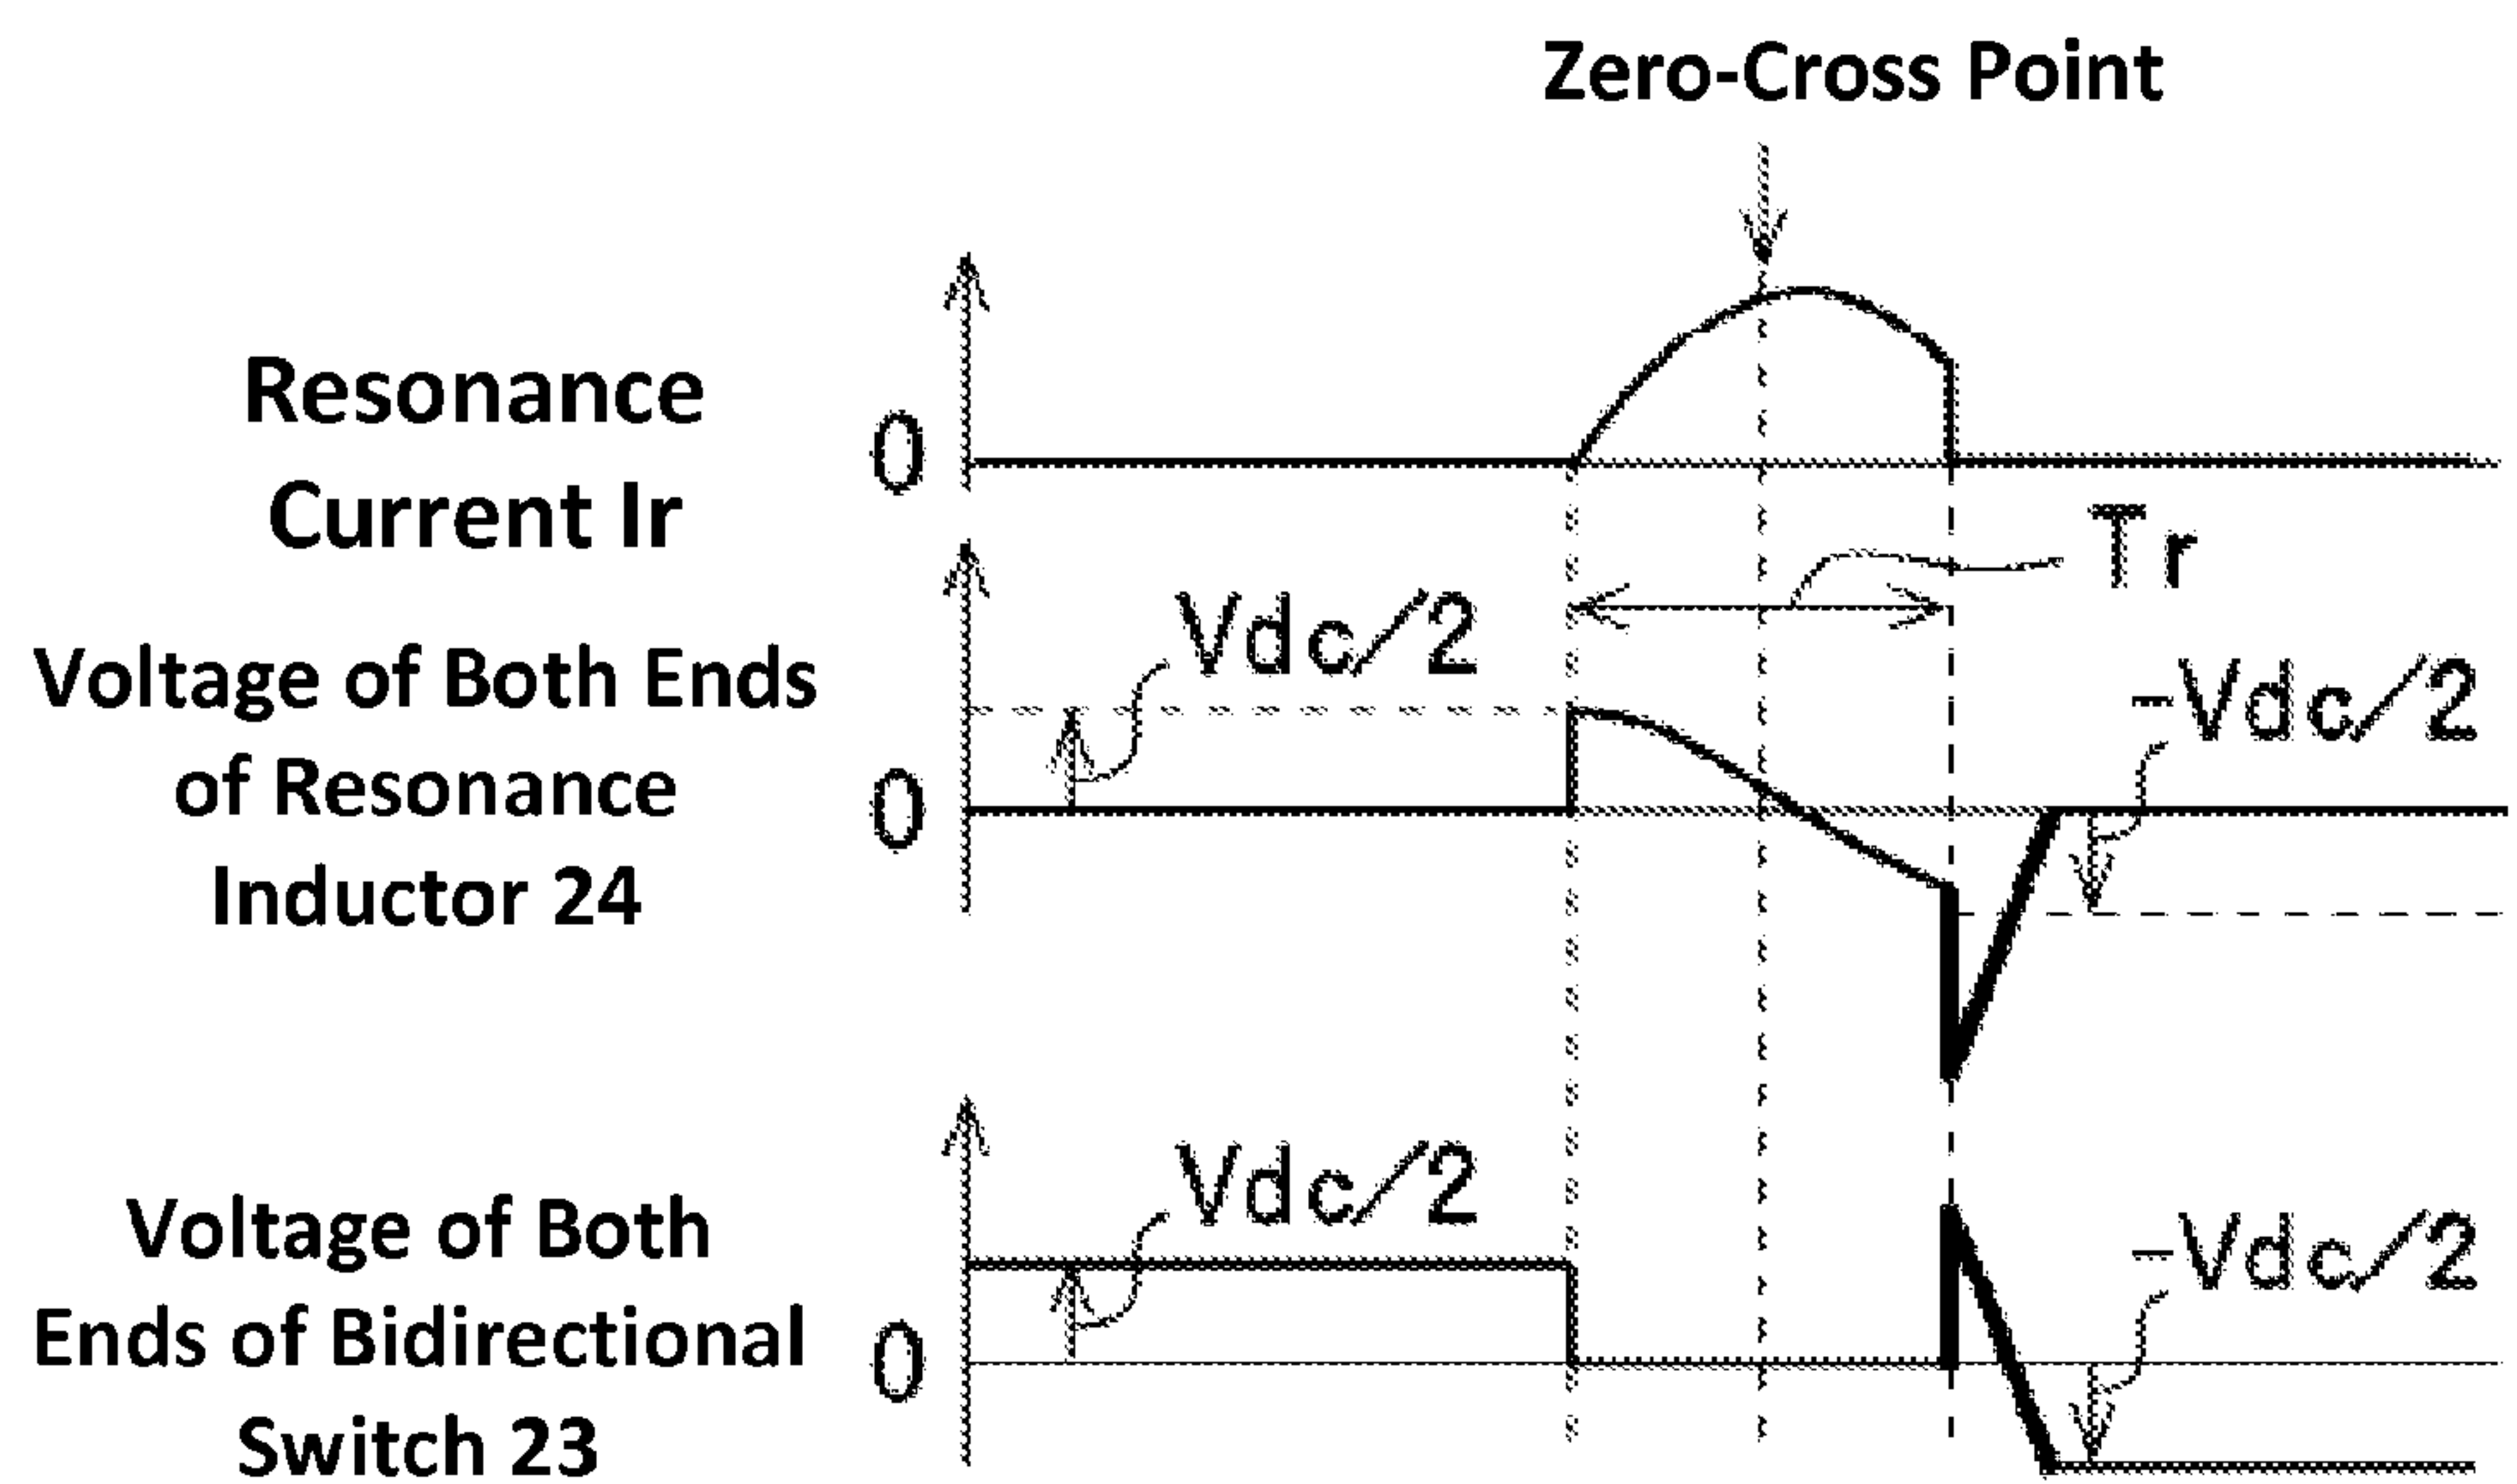 Zero-Cross Point
Resonance
Current Ir
0
Tr
Voltage of Both Ends
of Resonance
Inductor 24
0
Vdc/2
-Vdc/2
Voltage of Both
Ends of Bidirectional
Switch 23
0
Vdc/2
-Vdc/2